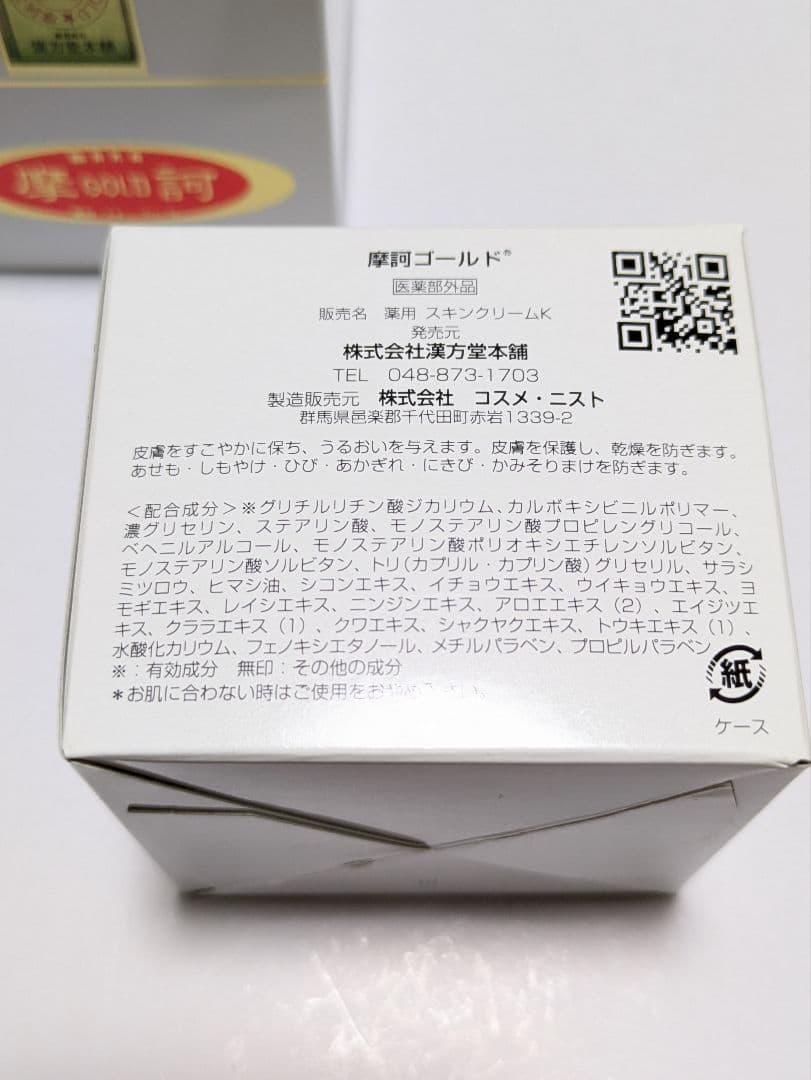 漢方堂本舗
摩 GOLD 訶
摩訶ゴールド®
医薬部外品
販売名 薬用 スキンクリームK
発売元
株式会社漢方堂本舗
TEL 048-873-1703
製造販売元 株式会社 コスメ・ニスト
群馬県邑楽郡千代田町赤岩1339-2
皮膚をすこやかに保ち、うるおいを与えます。皮膚を保護し、乾燥を防ぎます。
あせも・しもやけ・ひび・あかぎれ・にきび・かみそりまけを防ぎます。
＜配合成分＞※グリチルリチン酸ジカリウム、カルボキシビニルポリマー、
濃グリセリン、ステアリン酸、モノステアリン酸プロピレングリコール、
ベヘニルアルコール、モノステアリン酸ポリオキシエチレンソルビタン、
モノステアリン酸ソルビタン、トリ(カプリル・カプリン酸)グリセリル、サラシ
ミツロウ、ヒマシ油、シコンエキス、イチョウエキス、ウイキョウエキス、ヨ
モギエキス、レイシエキス、ニンジンエキス、アロエエキス（2）、エイジツエ
キス、クララエキス（1）、クワエキス、シャクヤクエキス、トウキエキス（1）、
水酸化カリウム、フェノキシエタノール、メチルパラベン、プロピルパラベン
※：有効成分 無印：その他の成分
＊お肌に合わない時はご使用をおやめください。
紙
ケース